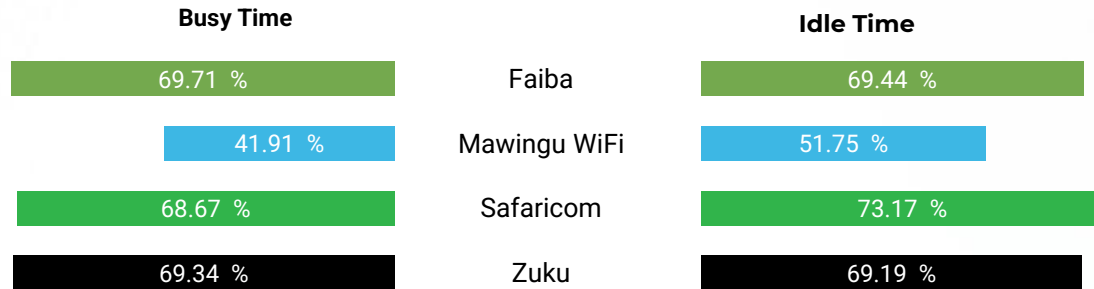 Busy Time Idle Time
69.71 % Faiba 69.44 %
41.91 % Mawingu WiFi 51.75 %
68.67 % Safaricom 73.17 %
69.34 % Zuku 69.19 %